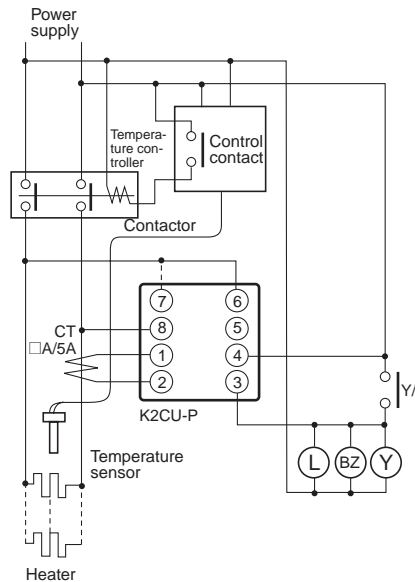 Power
supply
Tempera-
ture con-
troller
Control
contact
Contactor
7
6
CT
8
5
□A/5A
1
4
2
3
K2CU-P
Y/
L
BZ
Y
Temperature
sensor
Heater